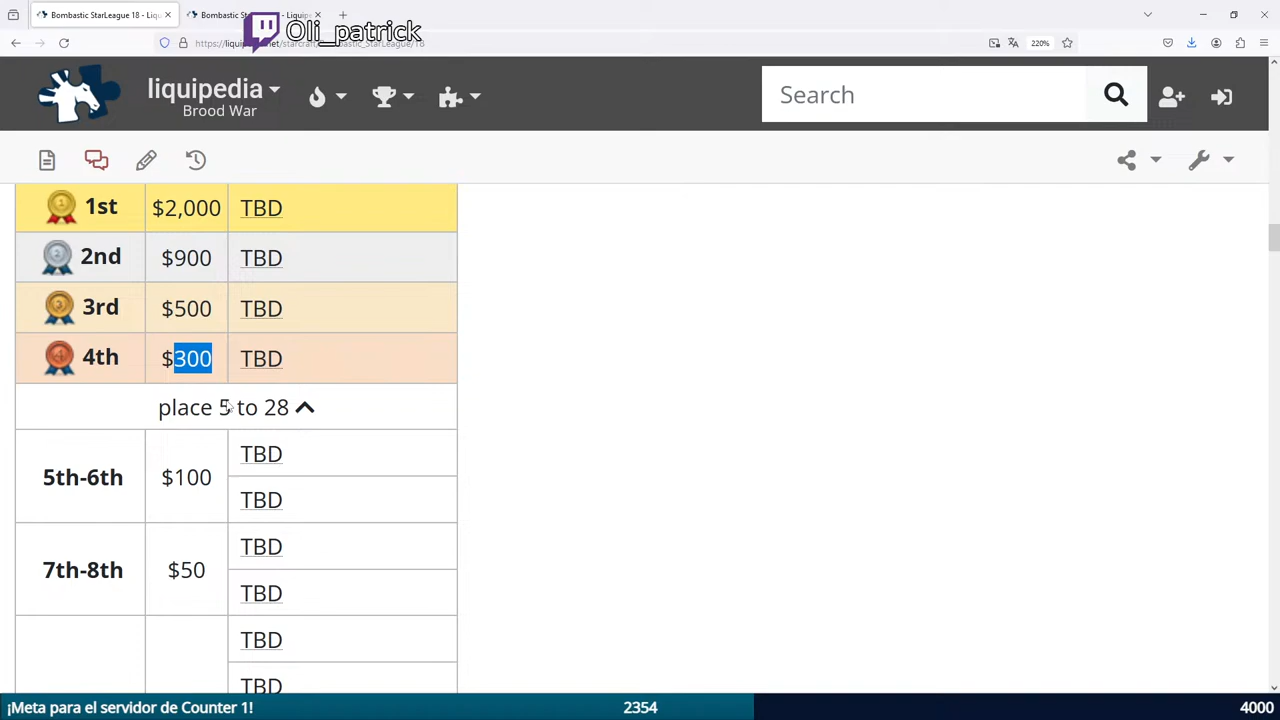 Bombastic StarLeague 18 - Liqu
Bombastic
Oli_patrick
220%
liquipedia
Brood War
Search
1st $2,000 TBD
2nd $900 TBD
3rd $500 TBD
4th $300 TBD
place 5 to 28
5th-6th $100 TBD
TBD
7th-8th $50 TBD
TBD
TBD
TBD
¡Meta para el servidor de Counter 1! 2354 4000